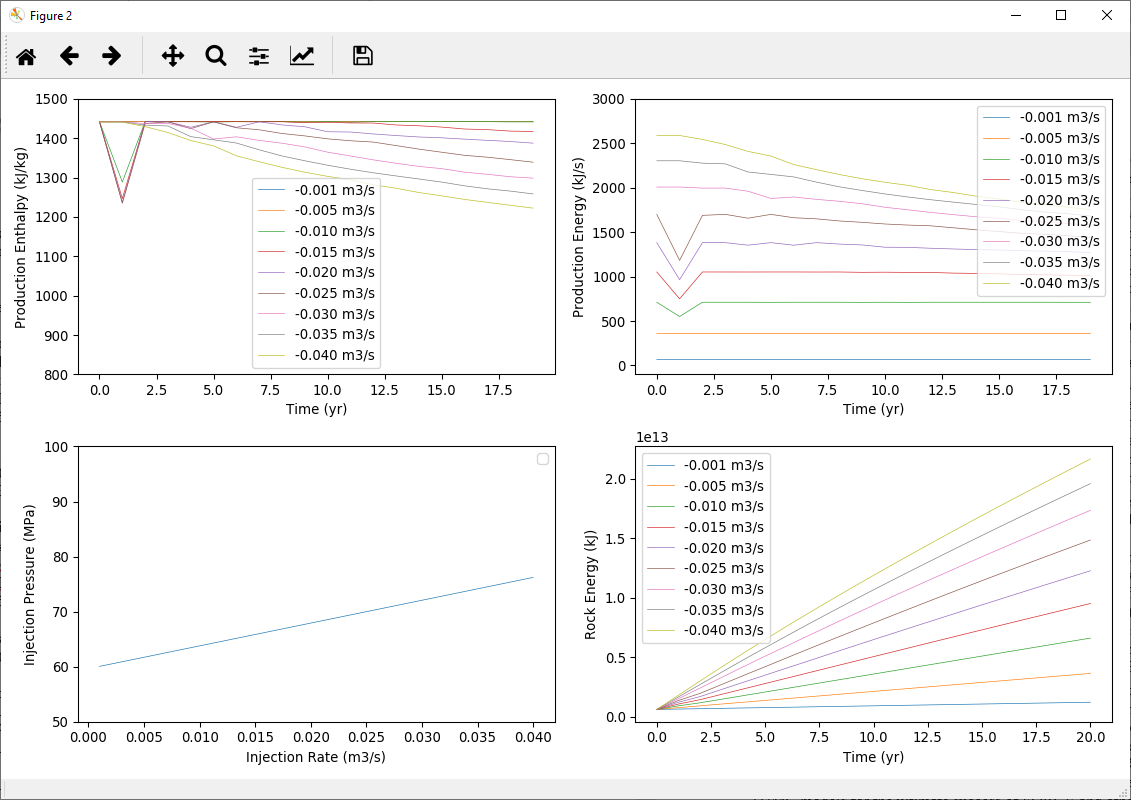 Figure 2
1500
1400
1300
1200
1100
1000
900
800
Production Enthalpy (kJ/kg)
-0.001 m3/s
-0.005 m3/s
-0.010 m3/s
-0.015 m3/s
-0.020 m3/s
-0.025 m3/s
-0.030 m3/s
-0.035 m3/s
-0.040 m3/s
0.0 2.5 5.0 7.5 10.0 12.5 15.0 17.5
Time (yr)
3000
2500
2000
1500
1000
500
0
Production Energy (kJ/s)
-0.001 m3/s
-0.005 m3/s
-0.010 m3/s
-0.015 m3/s
-0.020 m3/s
-0.025 m3/s
-0.030 m3/s
-0.035 m3/s
-0.040 m3/s
0.0 2.5 5.0 7.5 10.0 12.5 15.0 17.5
Time (yr)
100
90
80
70
60
50
Injection Pressure (MPa)
0.000 0.005 0.010 0.015 0.020 0.025 0.030 0.035 0.040
Injection Rate (m3/s)
1e13
2.0
1.5
1.0
0.5
0.0
Rock Energy (kJ)
-0.001 m3/s
-0.005 m3/s
-0.010 m3/s
-0.015 m3/s
-0.020 m3/s
-0.025 m3/s
-0.030 m3/s
-0.035 m3/s
-0.040 m3/s
0.0 2.5 5.0 7.5 10.0 12.5 15.0 17.5 20.0
Time (yr)